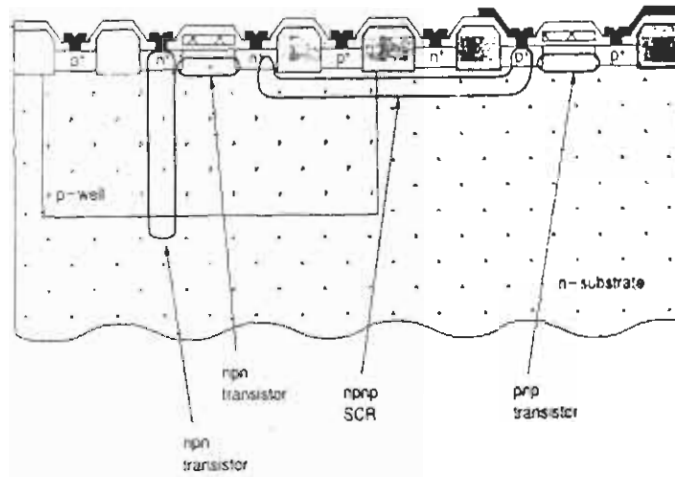 p+ n+ n+ p+ n+ p+ p+
p-well
n-substrate
npn
transistor
npnp
SCR
pnp
transistor
npn
transistor